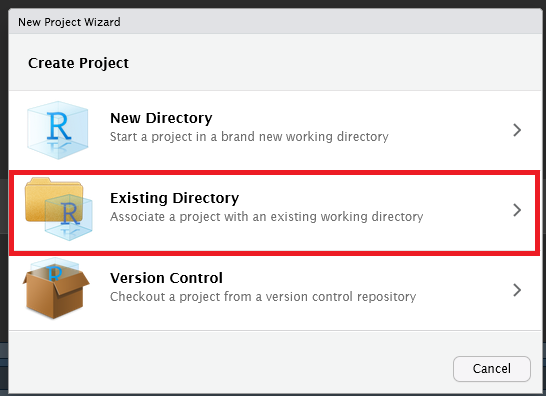 New Project Wizard
Create Project
R
New Directory
Start a project in a brand new working directory
R
Existing Directory
Associate a project with an existing working directory
R
Version Control
Checkout a project from a version control repository
Cancel